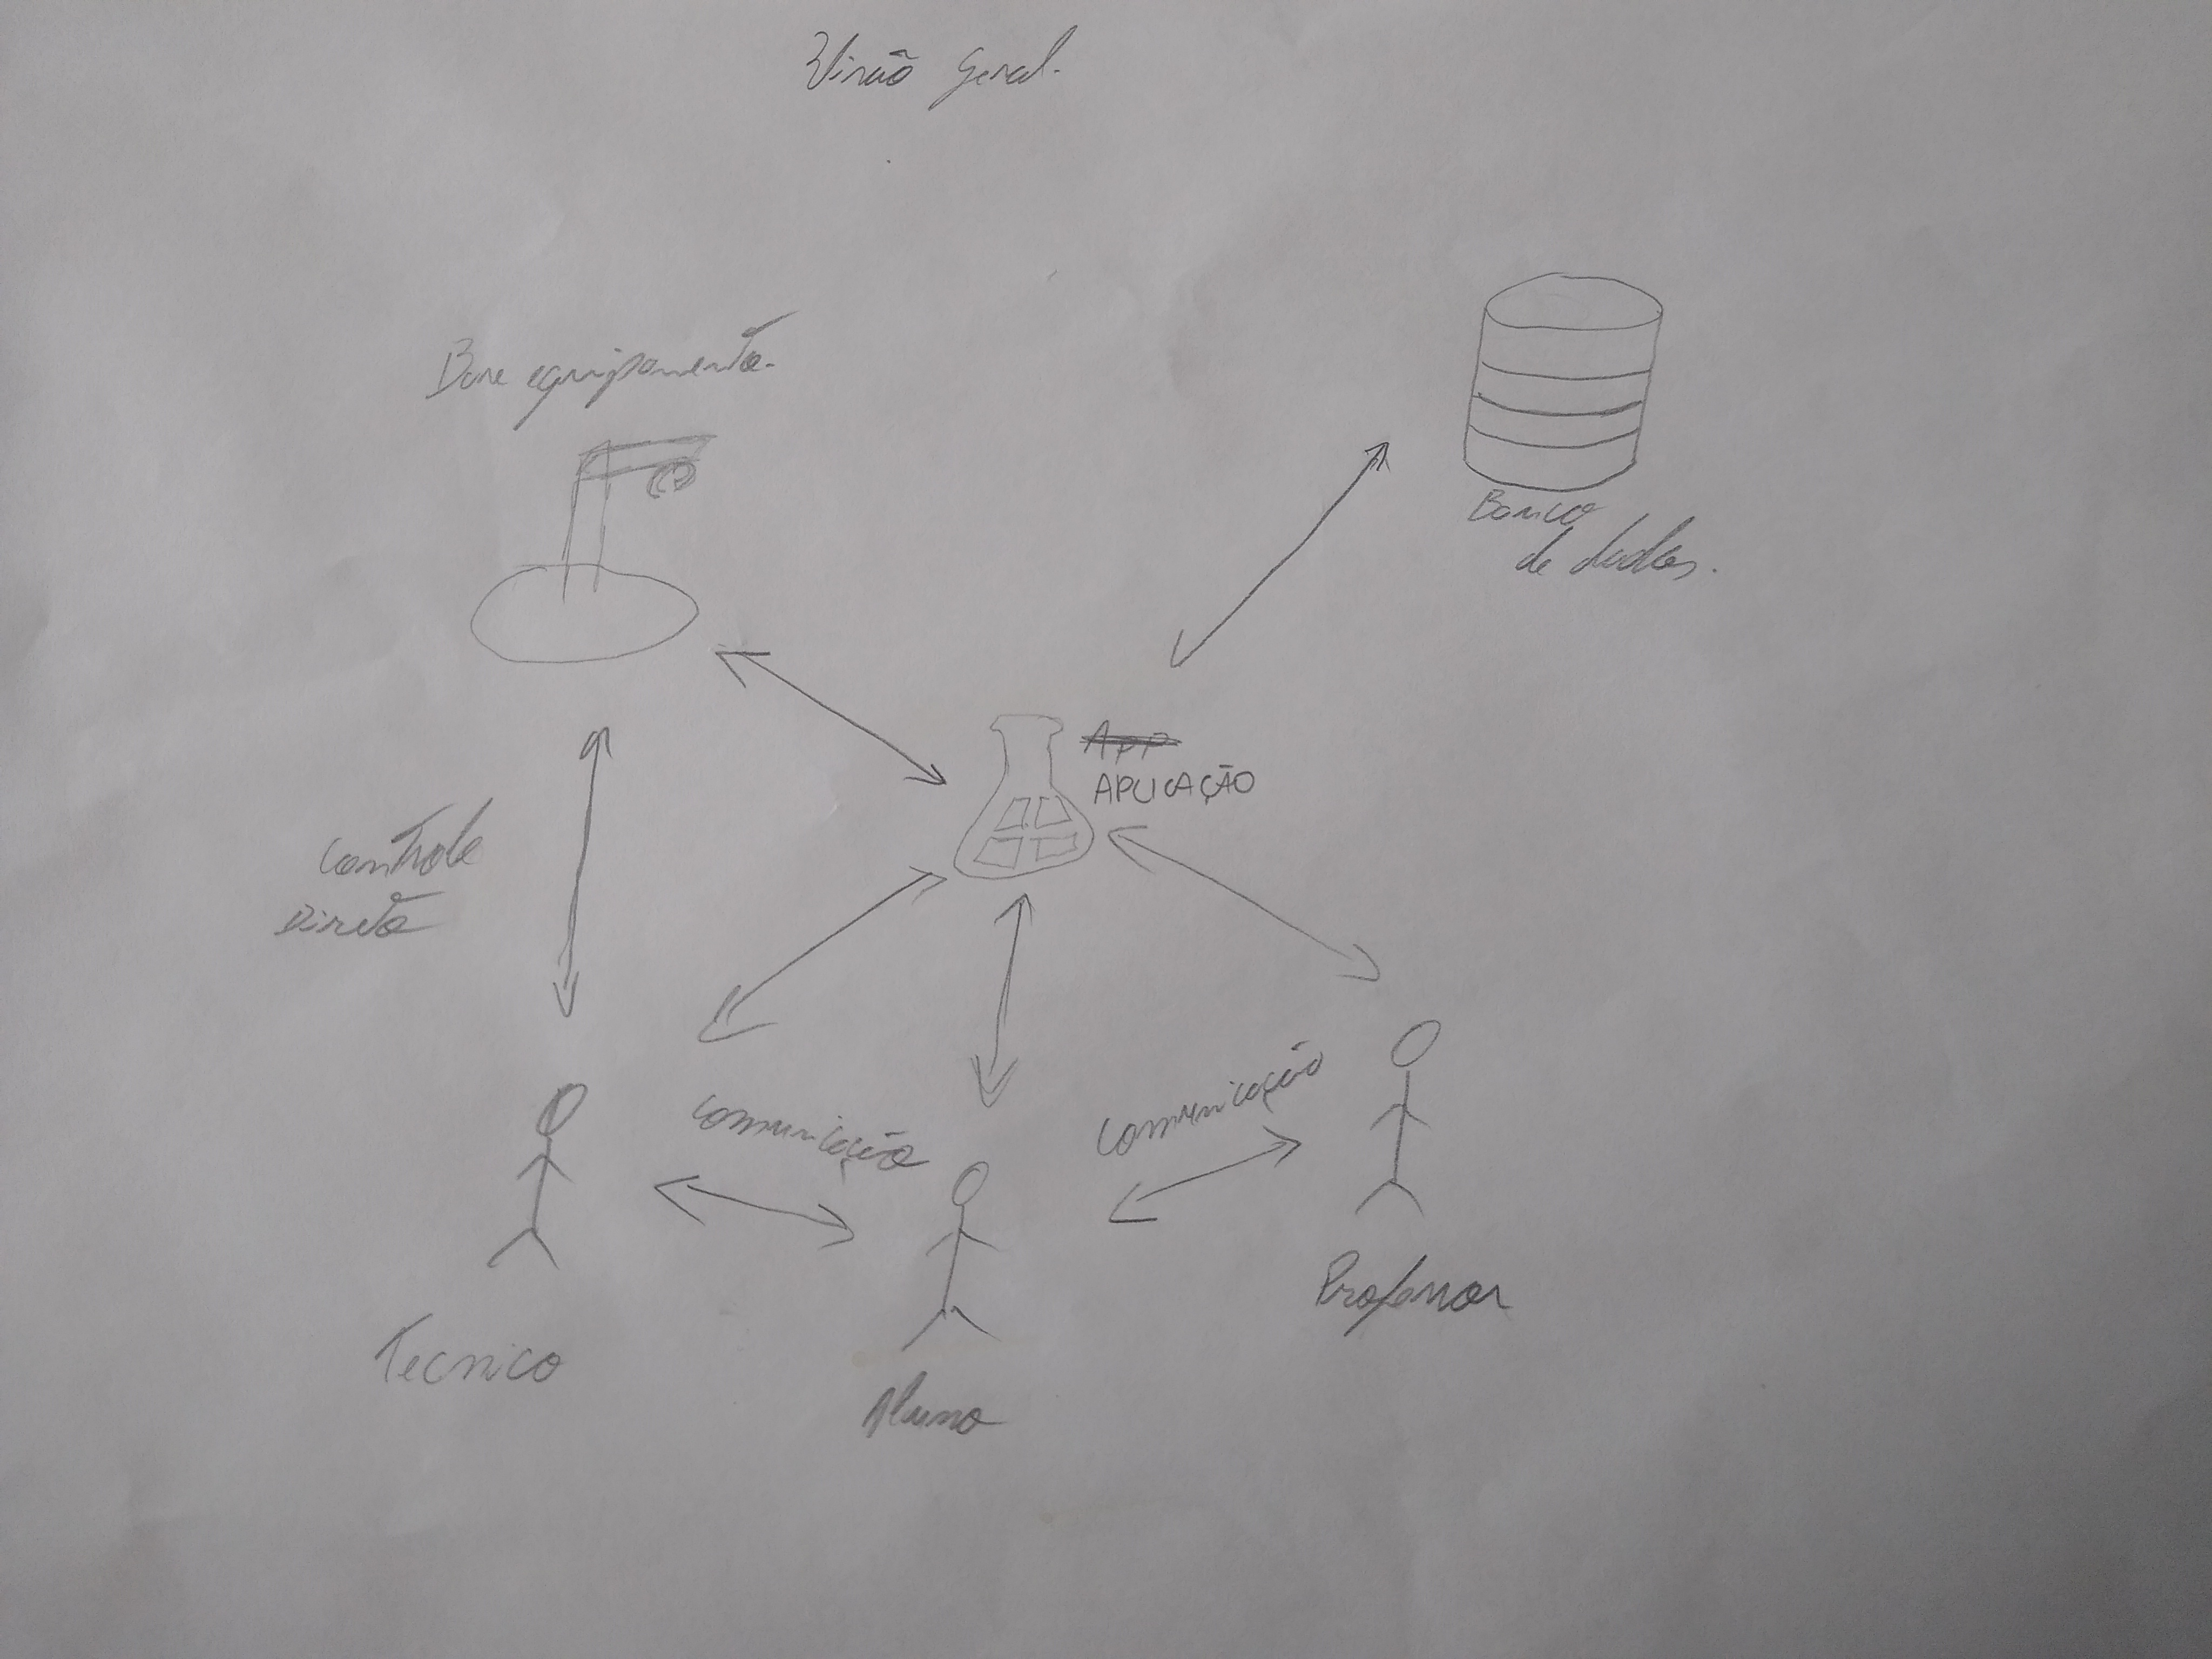 Visão Geral.
Base equipamento.
Banco
de dados.
App
APLICAÇÃO
Controle
Direto
comunicação
comunicação
Professor
Tecnico
Aluno